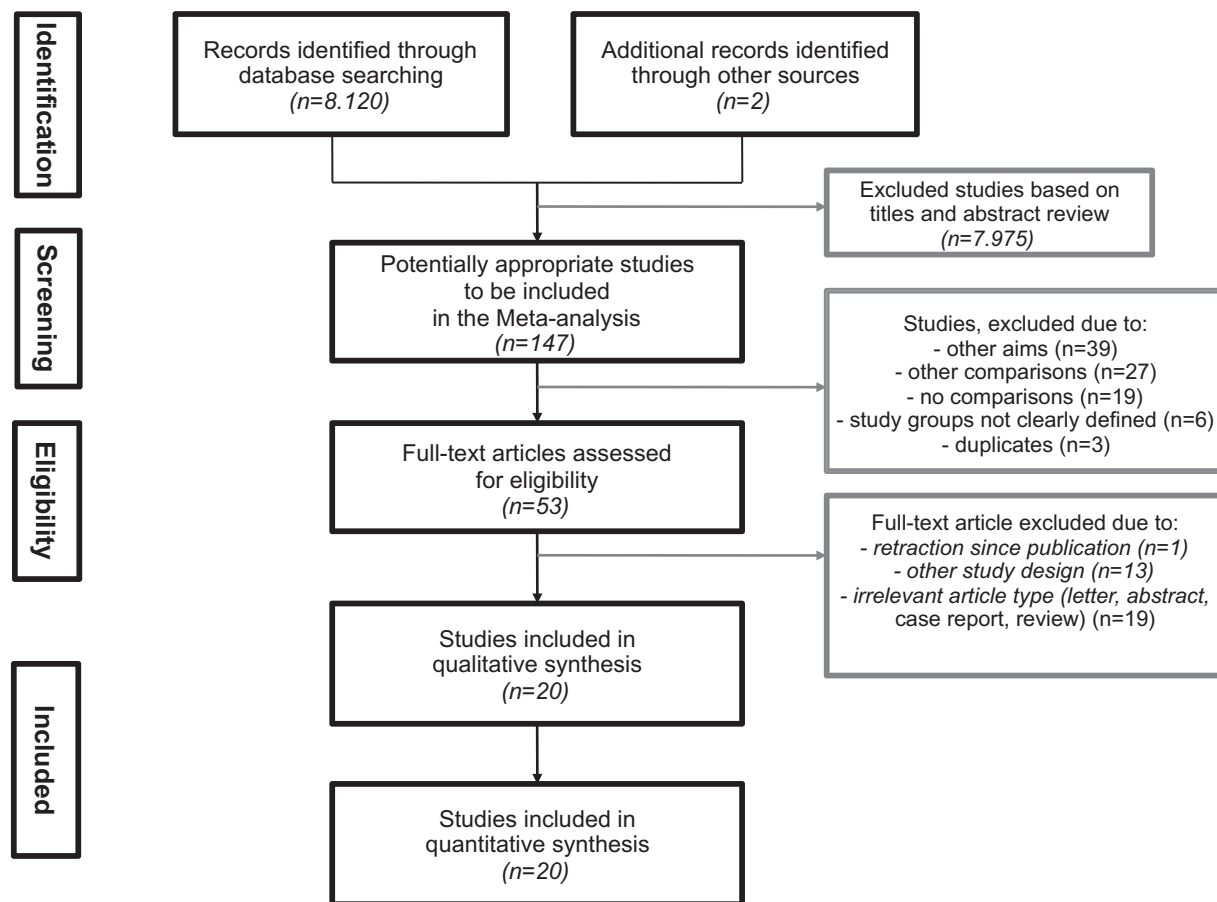 Identification
Records identified through
database searching
(n=8.120)
Additional records identified
through other sources
(n=2)
Excluded studies based on
titles and abstract review
(n=7.975)
Screening
Potentially appropriate studies
to be included
in the Meta-analysis
(n=147)
Studies, excluded due to:
- other aims (n=39)
- other comparisons (n=27)
- no comparisons (n=19)
- study groups not clearly defined (n=6)
- duplicates (n=3)
Eligibility
Full-text articles assessed
for eligibility
(n=53)
Full-text article excluded due to:
- retraction since publication (n=1)
- other study design (n=13)
- irrelevant article type (letter, abstract,
case report, review) (n=19)
Studies included in
qualitative synthesis
(n=20)
Included
Studies included in
quantitative synthesis
(n=20)